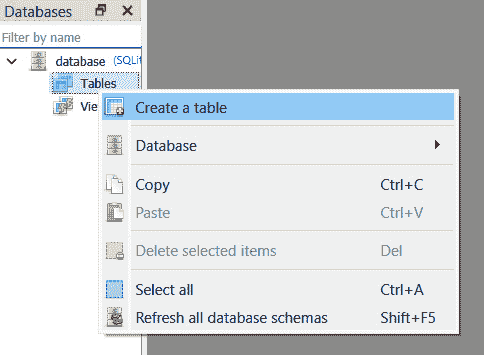 Databases
Filter by name
database (SQLit
Tables
Vie
Create a table
Database
Copy Ctrl+C
Paste Ctrl+V
Delete selected items Del
Select all Ctrl+A
Refresh all database schemas Shift+F5